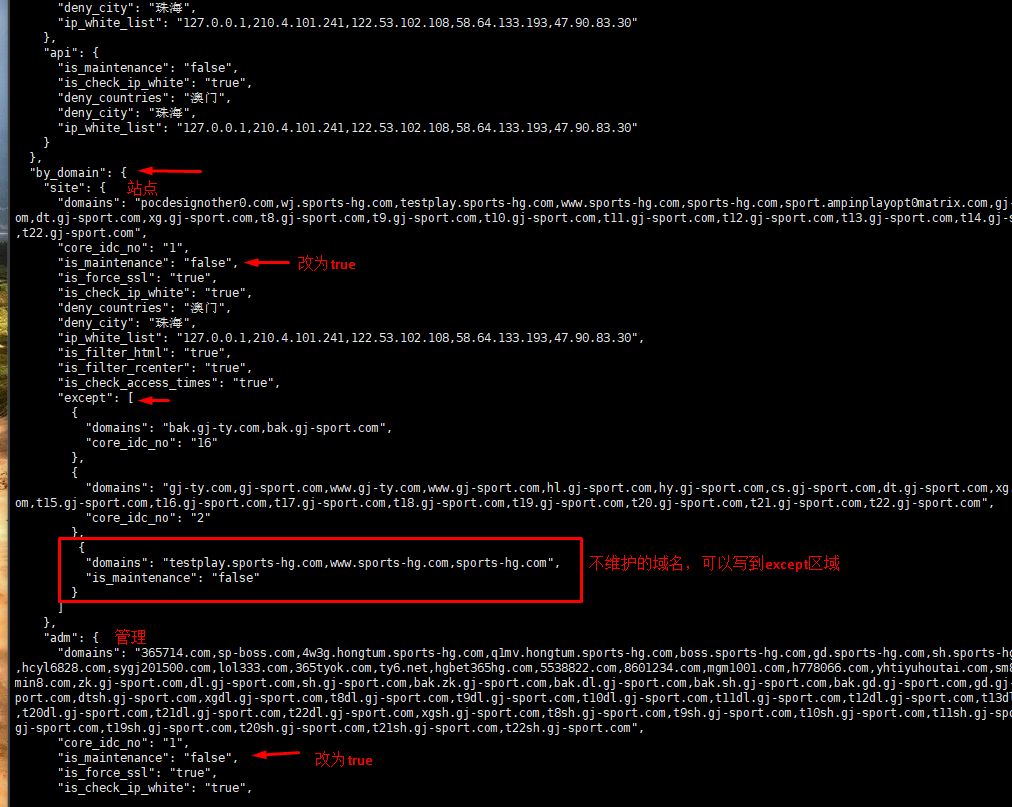 "deny_city": "珠海",
"ip_white_list": "127.0.0.1,210.4.101.241,122.53.102.108,58.64.133.193,47.90.83.30"
},
"api": {
"is_maintenance": "false",
"is_check_ip_white": "true",
"deny_countries": "澳门",
"deny_city": "珠海",
"ip_white_list": "127.0.0.1,210.4.101.241,122.53.102.108,58.64.133.193,47.90.83.30"
}
},
"by_domain": {
"site": { 站点
"domains": "pocdesignother0.com,wj.sports-hg.com,testplay.sports-hg.com,www.sports-hg.com,sports-hg.com,sport.ampinplayopt0matrix.com,gj-
om,dt.gj-sport.com,xg.gj-sport.com,t8.gj-sport.com,t9.gj-sport.com,t10.gj-sport.com,t11.gj-sport.com,t12.gj-sport.com,t13.gj-sport.com,t14.gj-s
,t22.gj-sport.com",
"core_idc_no": "1",
"is_maintenance": "false", 改为true
"is_force_ssl": "true",
"is_check_ip_white": "true",
"deny_countries": "澳门",
"deny_city": "珠海",
"ip_white_list": "127.0.0.1,210.4.101.241,122.53.102.108,58.64.133.193,47.90.83.30",
"is_filter_html": "true",
"is_filter_rcenter": "true",
"is_check_access_times": "true",
"except": [
{
"domains": "bak.gj-ty.com,bak.gj-sport.com",
"core_idc_no": "16"
},
{
"domains": "gj-ty.com,gj-sport.com,www.gj-ty.com,www.gj-sport.com,hl.gj-sport.com,hy.gj-sport.com,cs.gj-sport.com,dt.gj-sport.com,xg.
om,t15.gj-sport.com,t16.gj-sport.com,t17.gj-sport.com,t18.gj-sport.com,t19.gj-sport.com,t20.gj-sport.com,t21.gj-sport.com,t22.gj-sport.com",
"core_idc_no": "2"
},
{
"domains": "testplay.sports-hg.com,www.sports-hg.com,sports-hg.com", 不维护的域名，可以写到except区域
"is_maintenance": "false"
}
]
},
"adm": { 管理
"domains": "365714.com,sp-boss.com,4w3g.hongtum.sports-hg.com,q1mv.hongtum.sports-hg.com,boss.sports-hg.com,gd.sports-hg.com,sh.sports-hg
,hcyl6828.com,sygj201500.com,lol333.com,365tyok.com,ty6.net,hgbet365hg.com,5538822.com,8601234.com,mgm1001.com,h778066.com,yhtiyuhoutai.com,sm8
min8.com,zk.gj-sport.com,dl.gj-sport.com,sh.gj-sport.com,bak.zk.gj-sport.com,bak.dl.gj-sport.com,bak.sh.gj-sport.com,bak.gd.gj-sport.com,gd.gj-
port.com,dtsh.gj-sport.com,xgdl.gj-sport.com,t8dl.gj-sport.com,t9dl.gj-sport.com,t10dl.gj-sport.com,t11dl.gj-sport.com,t12dl.gj-sport.com,t13dl
,t20dl.gj-sport.com,t21dl.gj-sport.com,t22dl.gj-sport.com,xgsh.gj-sport.com,t8sh.gj-sport.com,t9sh.gj-sport.com,t10sh.gj-sport.com,t11sh.gj-spo
gj-sport.com,t19sh.gj-sport.com,t20sh.gj-sport.com,t21sh.gj-sport.com,t22sh.gj-sport.com",
"core_idc_no": "1",
"is_maintenance": "false", 改为true
"is_force_ssl": "true",
"is_check_ip_white": "true",